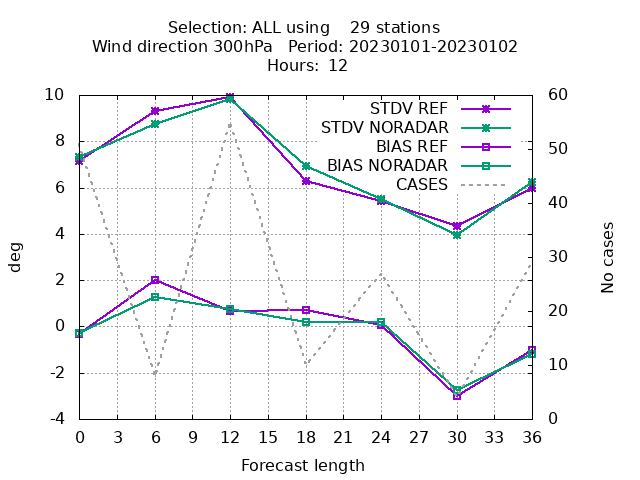 Selection: ALL using    29 stations
Wind direction 300hPa   Period: 20230101-20230102
Hours: 12
10
60
STDV REF
STDV NORADAR
BIAS REF
BIAS NORADAR
CASES
8
6
4
2
0
-2
-4
50
40
30
20
10
0
deg
No cases
0 3 6 9 12 15 18 21 24 27 30 33 36
Forecast length